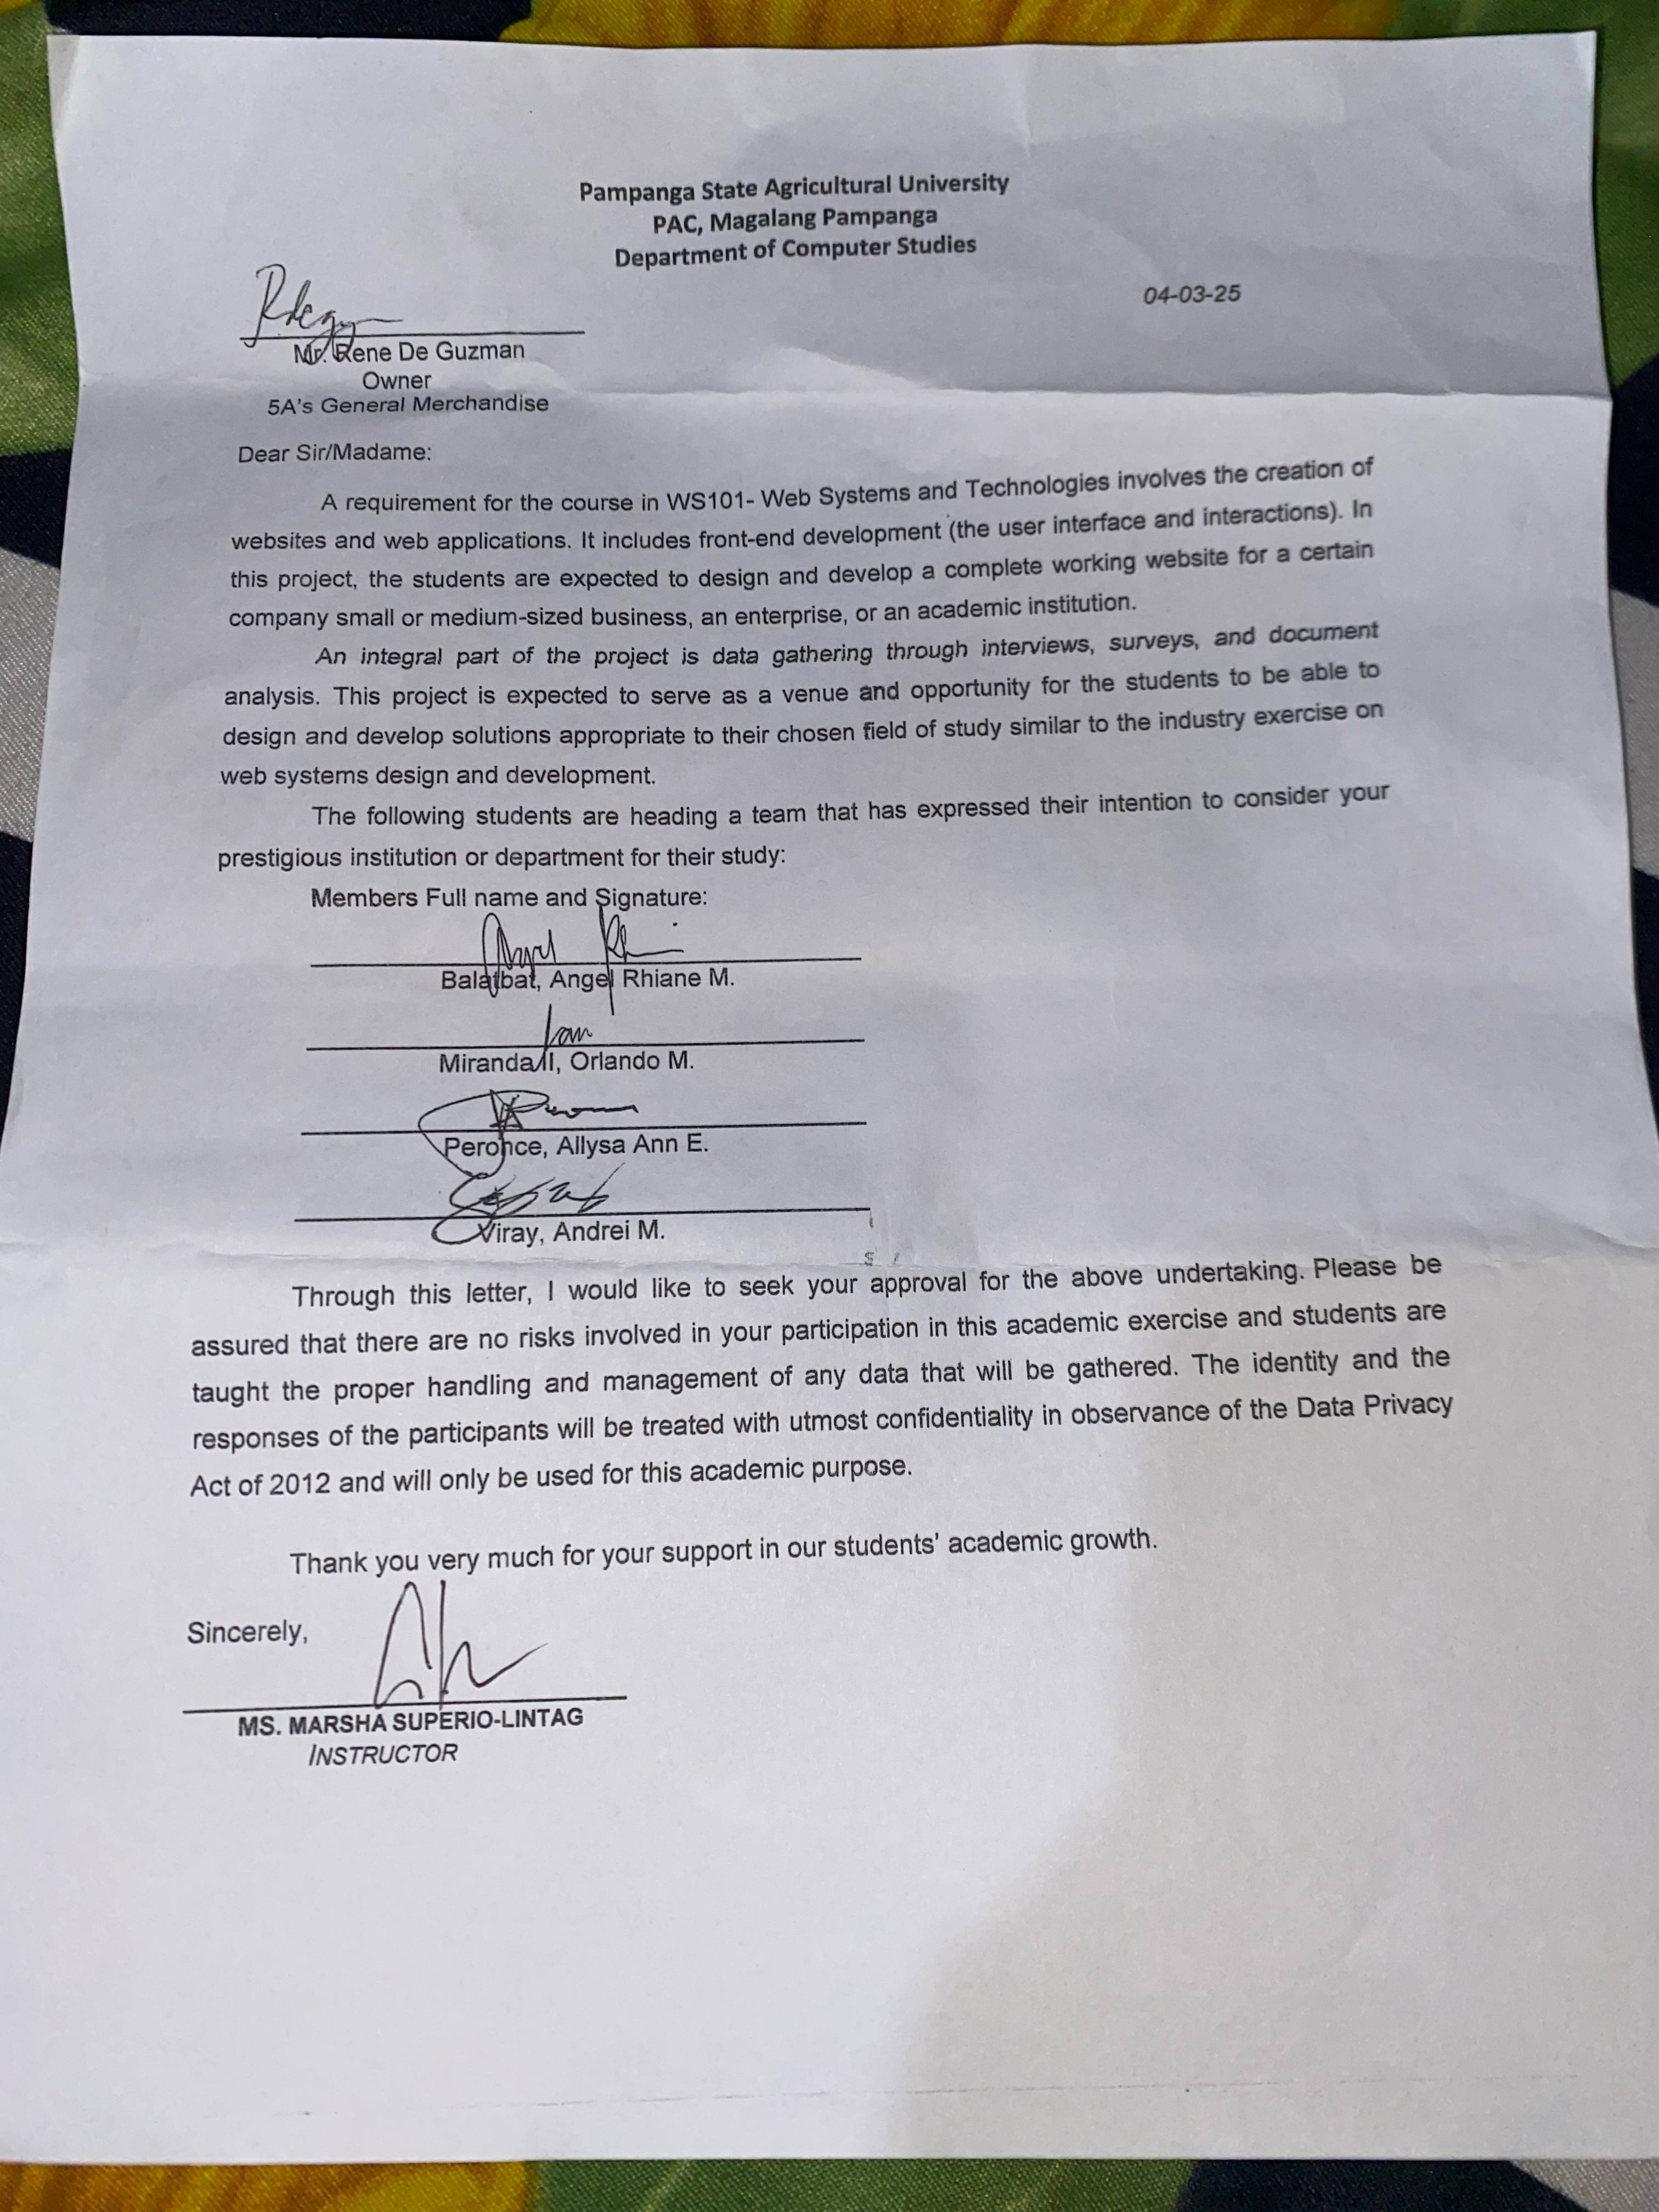 Pampanga State Agricultural University
PAC, Magalang Pampanga
Department of Computer Studies
04-03-25
Mr. Rene De Guzman
Owner
5A's General Merchandise
Dear Sir/Madame:
A requirement for the course in WS101- Web Systems and Technologies involves the creation of
websites and web applications. It includes front-end development (the user interface and interactions). In
this project, the students are expected to design and develop a complete working website for a certain
company small or medium-sized business, an enterprise, or an academic institution.
An integral part of the project is data gathering through interviews, surveys, and document
analysis. This project is expected to serve as a venue and opportunity for the students to be able to
design and develop solutions appropriate to their chosen field of study similar to the industry exercise on
web systems design and development.
The following students are heading a team that has expressed their intention to consider your
prestigious institution or department for their study:
Members Full name and Signature:
Balatbat, Angel Rhiane M.
Miranda II, Orlando M.
Peronce, Allysa Ann E.
Viray, Andrei M.
Through this letter, I would like to seek your approval for the above undertaking. Please be
assured that there are no risks involved in your participation in this academic exercise and students are
taught the proper handling and management of any data that will be gathered. The identity and the
responses of the participants will be treated with utmost confidentiality in observance of the Data Privacy
Act of 2012 and will only be used for this academic purpose.
Thank you very much for your support in our students' academic growth.
Sincerely,
MS. MARSHA SUPERIO-LINTAG
INSTRUCTOR